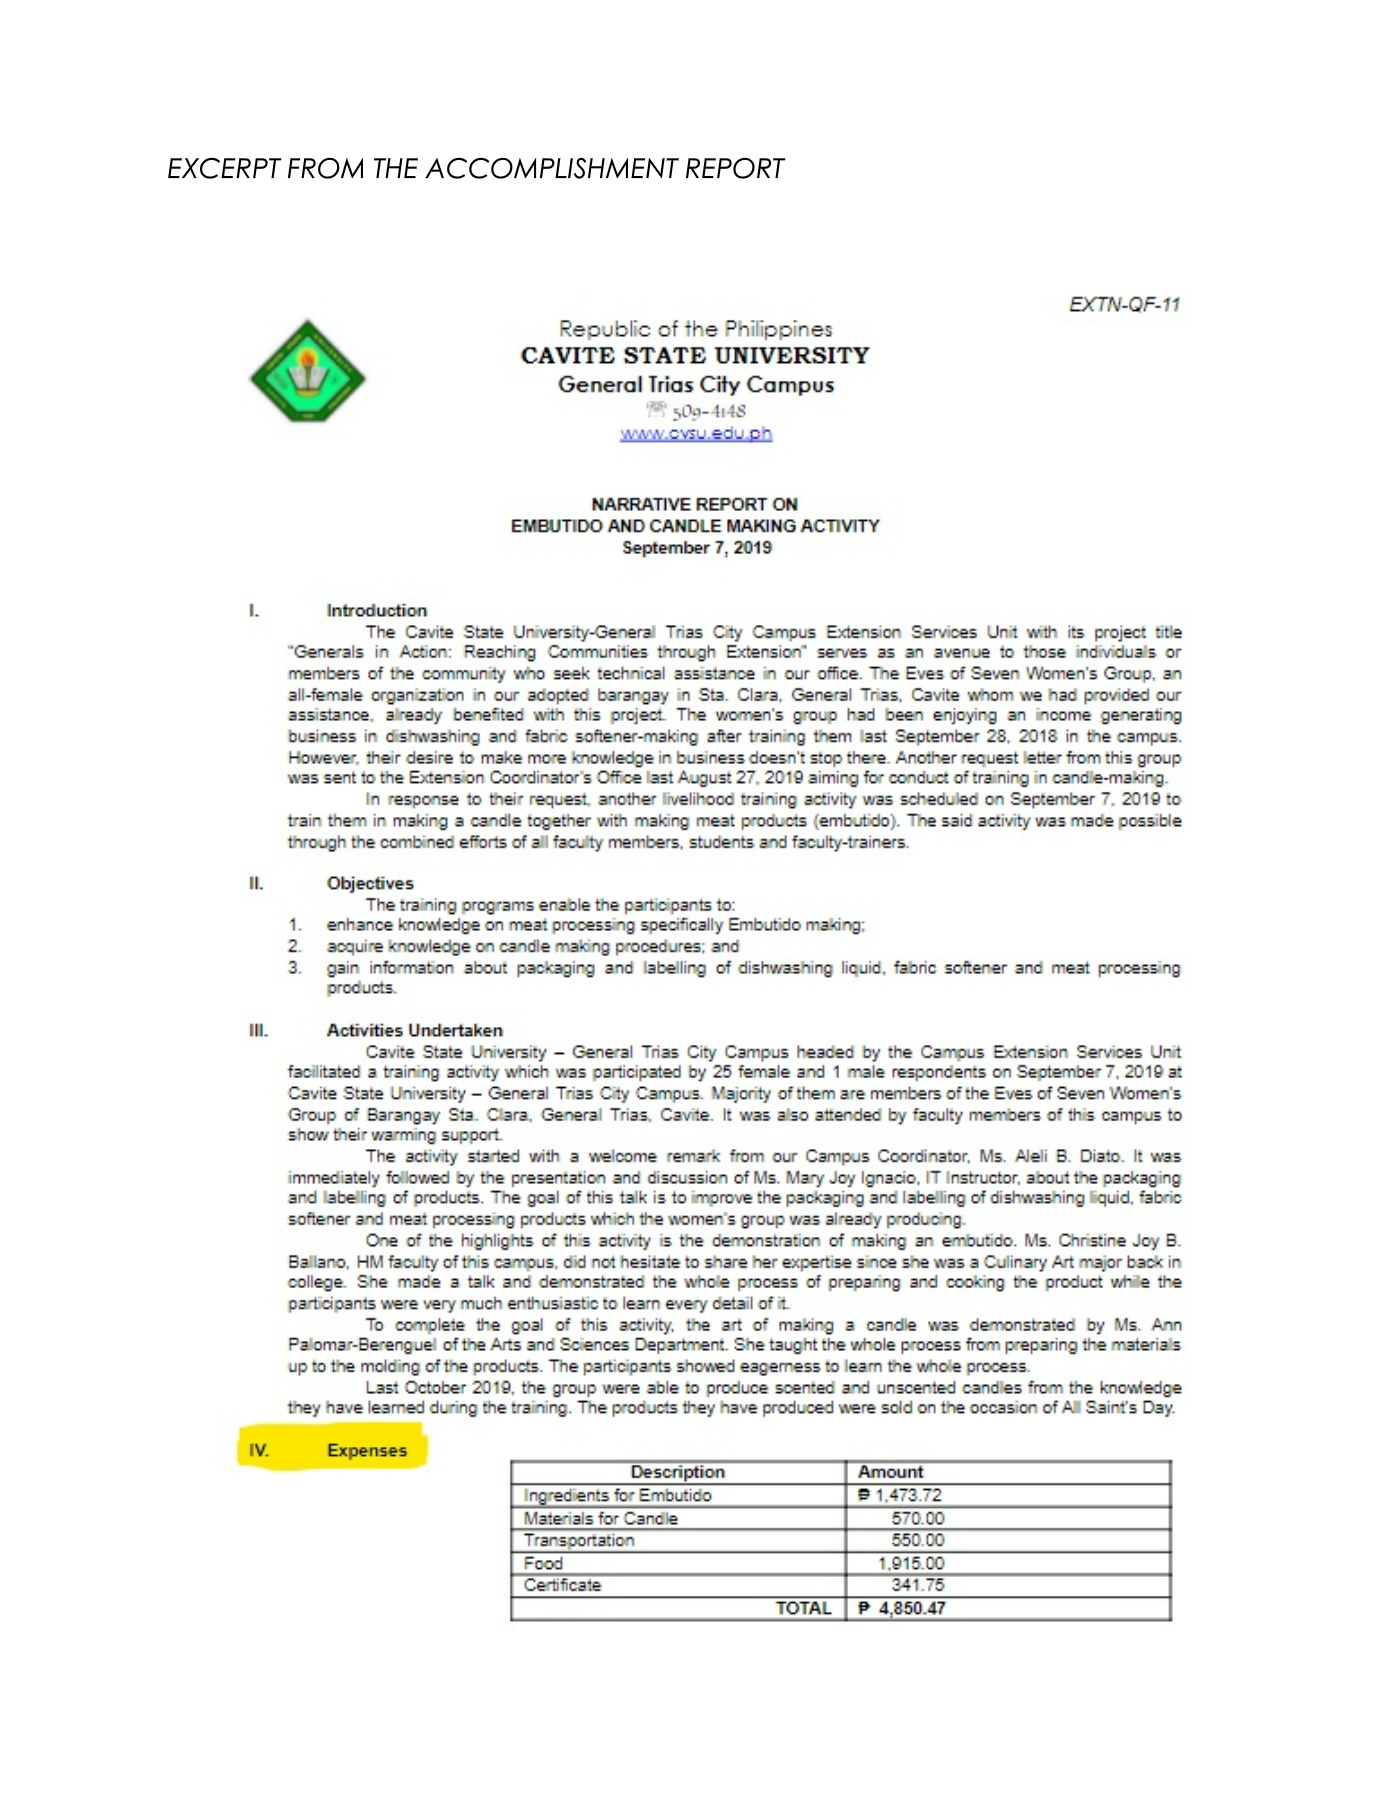 EXCERPT FROM THE ACCOMPLISHMENT REPORT
EXTN-QF-11
Republic of the Philippines
CAVITE STATE UNIVERSITY
General Trias City Campus
☏ 509-4148
www.cvsu.edu.ph
NARRATIVE REPORT ON
EMBUTIDO AND CANDLE MAKING ACTIVITY
September 7, 2019
I. Introduction
The Cavite State University-General Trias City Campus Extension Services Unit with its project title
"Generals in Action: Reaching Communities through Extension" serves as an avenue to those individuals or
members of the community who seek technical assistance in our office. The Eves of Seven Women's Group, an
all-female organization in our adopted barangay in Sta. Clara, General Trias, Cavite whom we had provided our
assistance, already benefited with this project. The women's group had been enjoying an income generating
business in dishwashing and fabric softener-making after training them last September 28, 2018 in the campus.
However, their desire to make more knowledge in business doesn't stop there. Another request letter from this group
was sent to the Extension Coordinator's Office last August 27, 2019 aiming for conduct of training in candle-making.
In response to their request, another livelihood training activity was scheduled on September 7, 2019 to
train them in making a candle together with making meat products (embutido). The said activity was made possible
through the combined efforts of all faculty members, students and faculty-trainers.
II. Objectives
The training programs enable the participants to:
1. enhance knowledge on meat processing specifically Embutido making;
2. acquire knowledge on candle making procedures; and
3. gain information about packaging and labelling of dishwashing liquid, fabric softener and meat processing
products.
III. Activities Undertaken
Cavite State University – General Trias City Campus headed by the Campus Extension Services Unit
facilitated a training activity which was participated by 25 female and 1 male respondents on September 7, 2019 at
Cavite State University – General Trias City Campus. Majority of them are members of the Eves of Seven Women's
Group of Barangay Sta. Clara, General Trias, Cavite. It was also attended by faculty members of this campus to
show their warming support.
The activity started with a welcome remark from our Campus Coordinator, Ms. Aleli B. Diato. It was
immediately followed by the presentation and discussion of Ms. Mary Joy Ignacio, IT Instructor, about the packaging
and labelling of products. The goal of this talk is to improve the packaging and labelling of dishwashing liquid, fabric
softener and meat processing products which the women's group was already producing.
One of the highlights of this activity is the demonstration of making an embutido. Ms. Christine Joy B.
Ballano, HM faculty of this campus, did not hesitate to share her expertise since she was a Culinary Art major back in
college. She made a talk and demonstrated the whole process of preparing and cooking the product while the
participants were very much enthusiastic to learn every detail of it.
To complete the goal of this activity, the art of making a candle was demonstrated by Ms. Ann
Palomar-Berenguel of the Arts and Sciences Department. She taught the whole process from preparing the materials
up to the molding of the products. The participants showed eagerness to learn the whole process.
Last October 2019, the group were able to produce scented and unscented candles from the knowledge
they have learned during the training. The products they have produced were sold on the occasion of All Saint's Day.
IV. Expenses
Description Amount
Ingredients for Embutido ₱ 1,473.72
Materials for Candle 570.00
Transportation 550.00
Food 1,915.00
Certificate 341.75
TOTAL ₱ 4,850.47